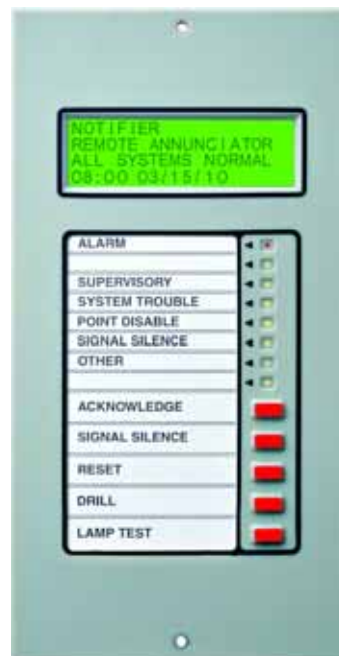 NOTIFIER
REMOTE ANNUNCIATOR
ALL SYSTEMS NORMAL
08:00 03/15/10
ALARM
SUPERVISORY
SYSTEM TROUBLE
POINT DISABLE
SIGNAL SILENCE
OTHER
ACKNOWLEDGE
SIGNAL SILENCE
RESET
DRILL
LAMP TEST